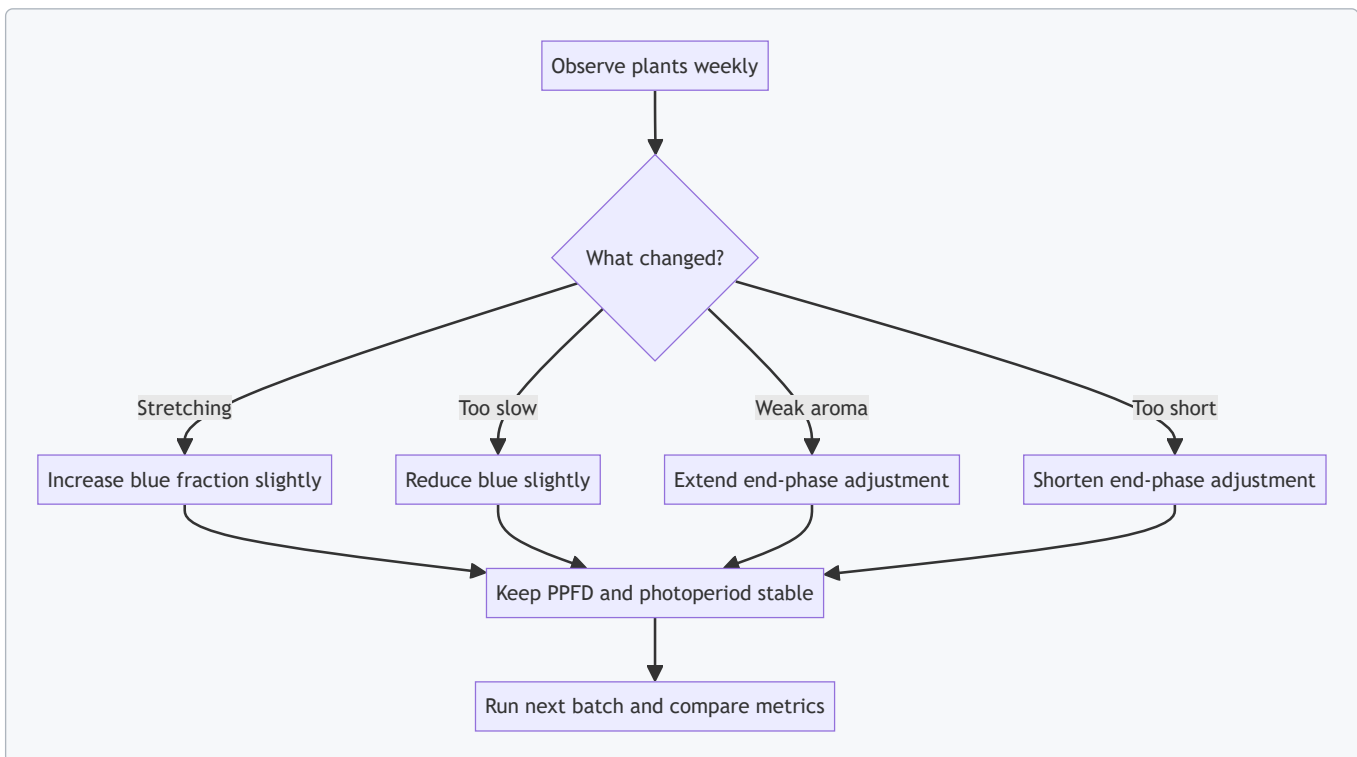 Observe plants weekly
What changed?
Stretching
Too slow
Weak aroma
Too short
Increase blue fraction slightly
Reduce blue slightly
Extend end-phase adjustment
Shorten end-phase adjustment
Keep PPFD and photoperiod stable
Run next batch and compare metrics